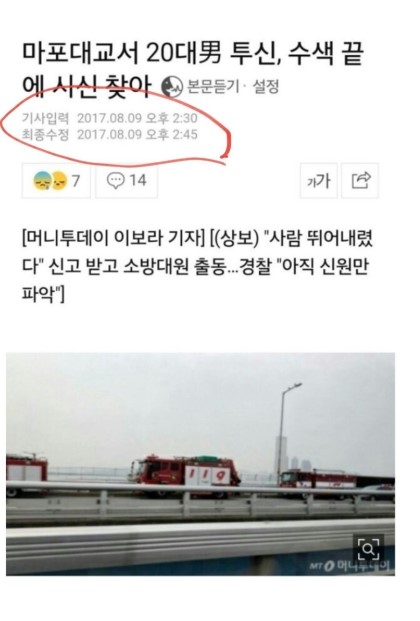 마포대교서 20대男 투신, 수색 끝
에 시신 찾아 본문듣기 · 설정
기사입력 2017.08.09 오후 2:30
최종수정 2017.08.09 오후 2:45
7 14 가가
[머니투데이 이보라 기자] [(상보) "사람 뛰어내렸
다" 신고 받고 소방대원 출동…경찰 "아직 신원만
파악"]
119
MT 머니투데이